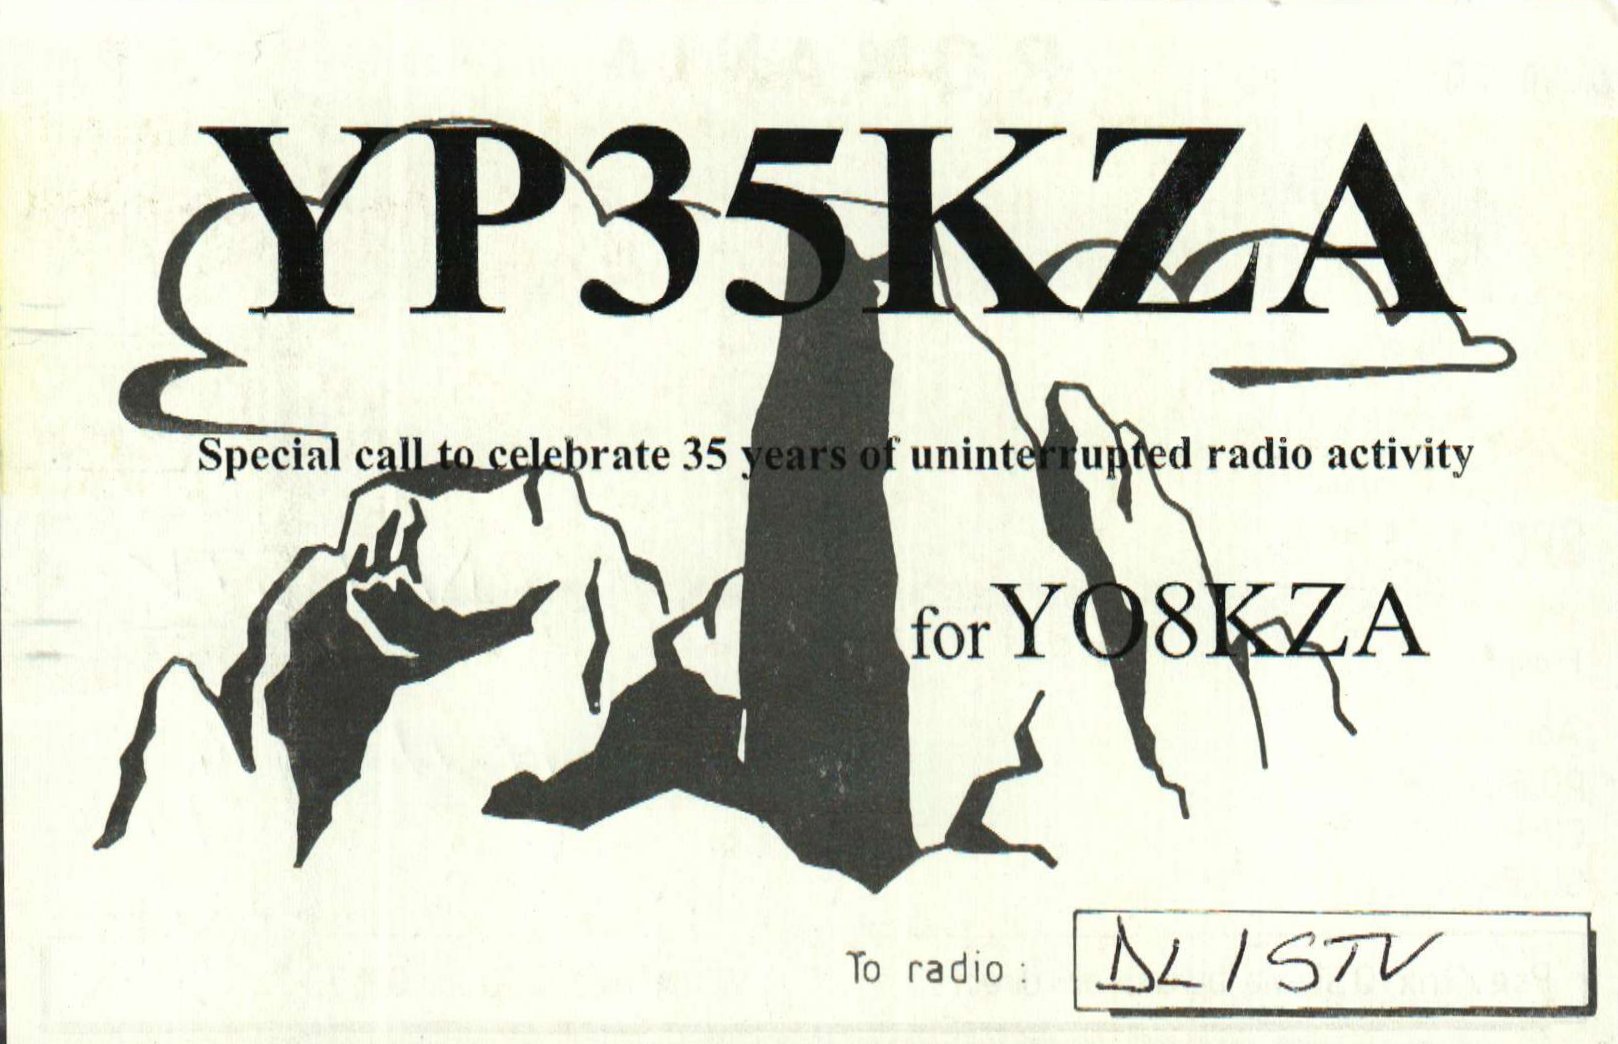 YP35KZA
Special call to celebrate 35 years of uninterrupted radio activity
for YO8KZA
To radio: DL1STV